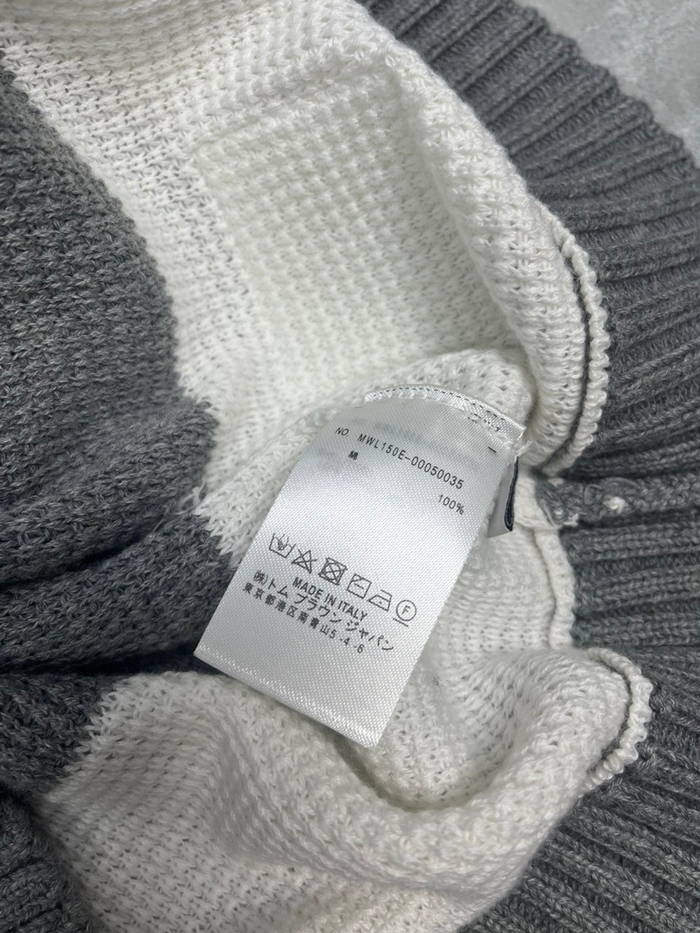 NO MWL150E-00050035
M
100%
F
MADE IN ITALY
㈱トム ブラウン ジャパン
東京都港区南青山5-4-6